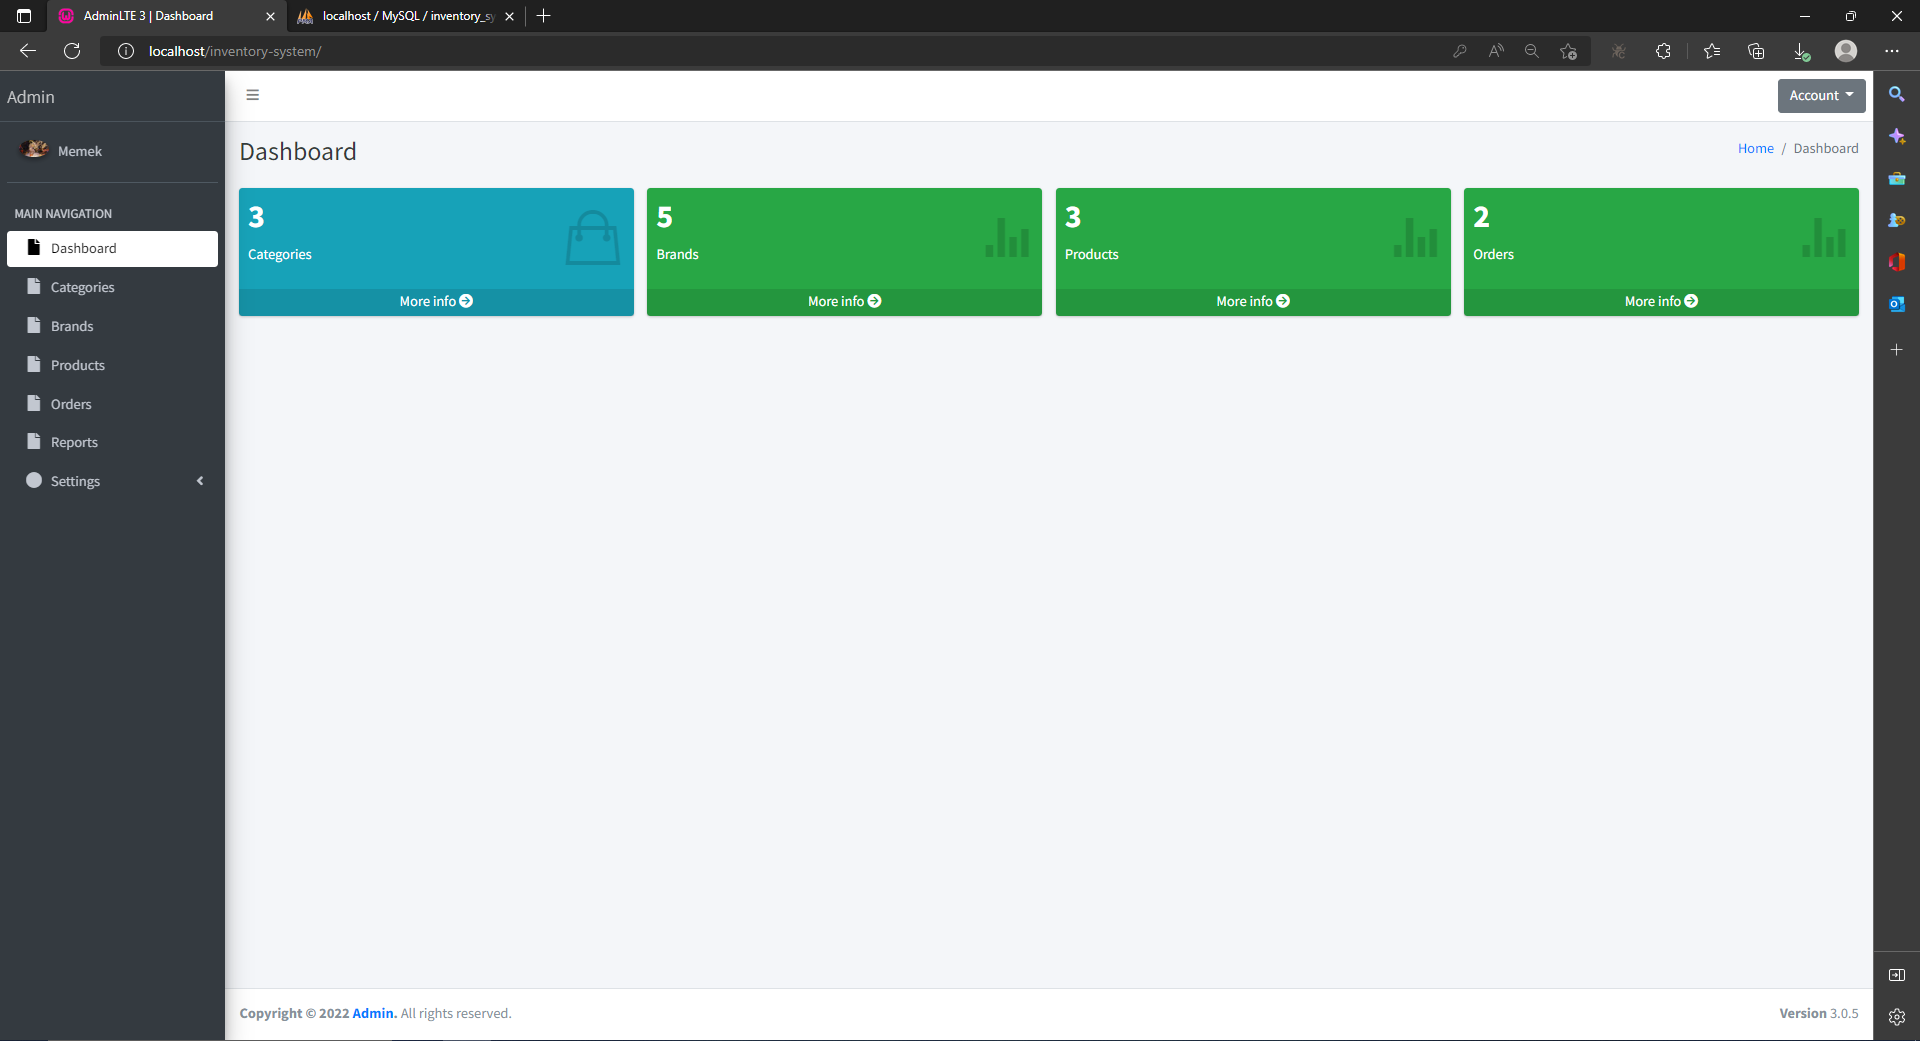 AdminLTE 3 | Dashboard
localhost / MySQL / inventory_sy
localhost/inventory-system/
Admin
Account
Memek
Dashboard
Home / Dashboard
MAIN NAVIGATION
Dashboard
Categories
Brands
Products
Orders
Reports
Settings
3
Categories
More info
5
Brands
More info
3
Products
More info
2
Orders
More info
Copyright © 2022 Admin. All rights reserved.
Version 3.0.5